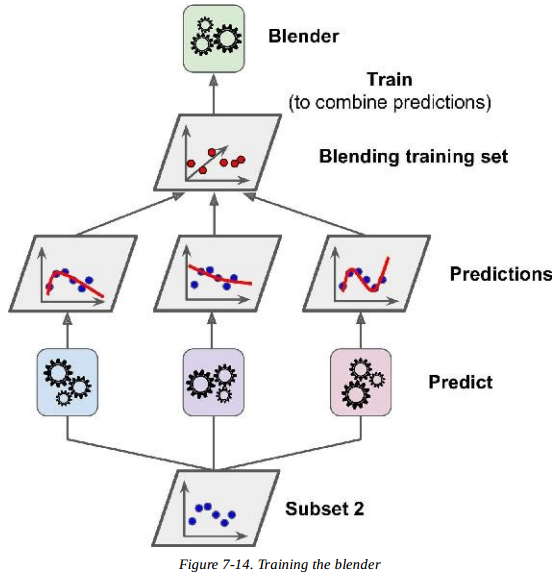 Blender
Train
(to combine predictions)
Blending training set
Predictions
Predict
Subset 2
Figure 7-14. Training the blender